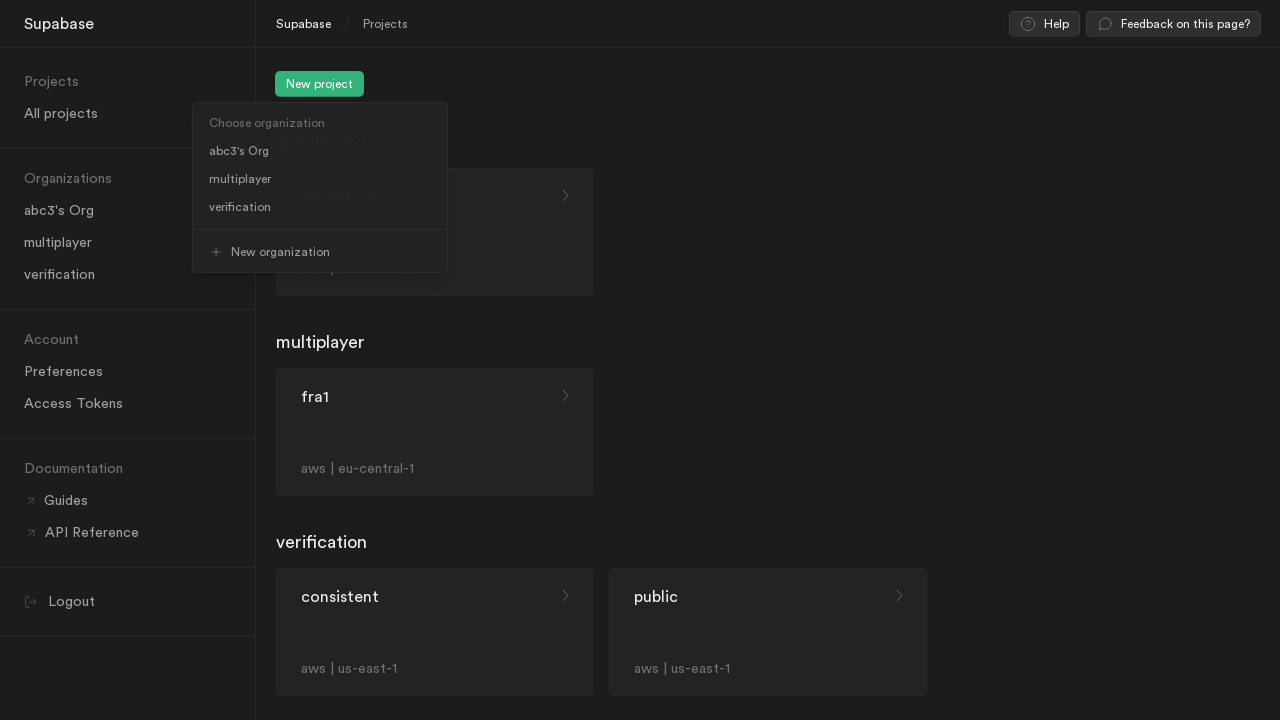 Supabase
Supabase / Projects
Help
Feedback on this page?
Projects
All projects
Organizations
abc3's Org
multiplayer
verification
Account
Preferences
Access Tokens
Documentation
Guides
API Reference
Logout
New project
Choose organization
abc3's Org
multiplayer
verification
New organization
multiplayer
fra1
aws | eu-central-1
verification
consistent
aws | us-east-1
public
aws | us-east-1